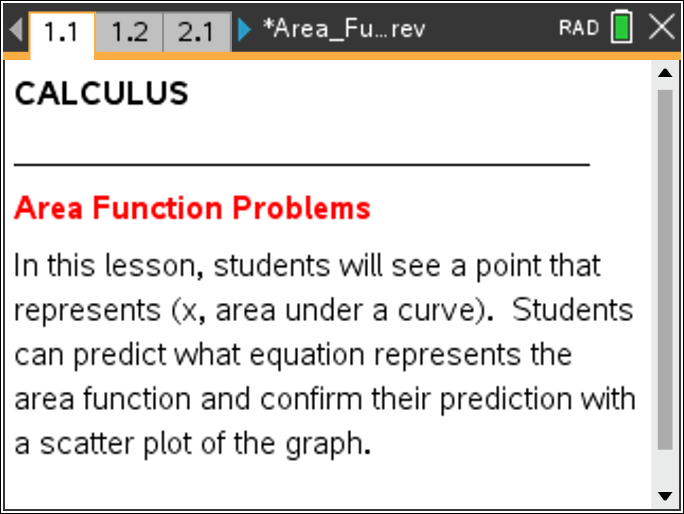 1.1 1.2 2.1 *Area_Fu...rev RAD
CALCULUS
Area Function Problems
In this lesson, students will see a point that
represents (x, area under a curve).  Students
can predict what equation represents the
area function and confirm their prediction with
a scatter plot of the graph.